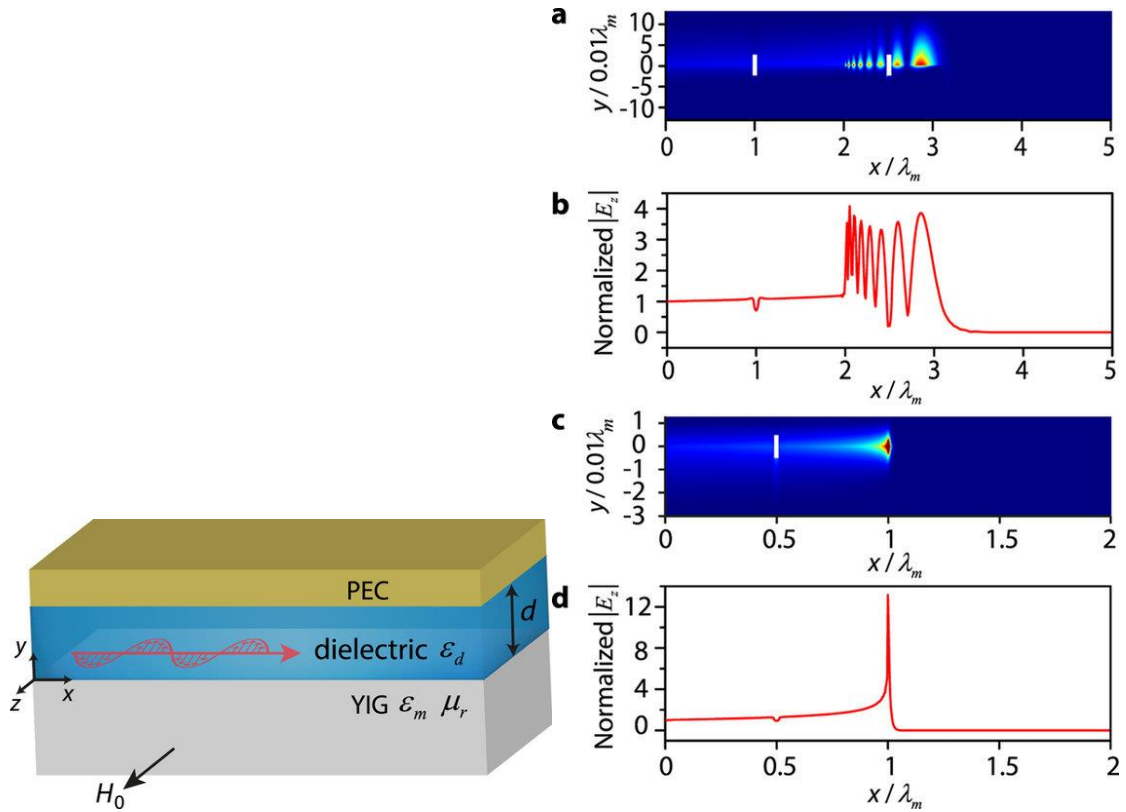 a
y / 0.01λm
10
5
0
-5
-10
0 1 2 3 4 5
x / λm
b
Normalized |Ez|
4
3
2
1
0
0 1 2 3 4 5
x / λm
c
y / 0.01λm
1
0
-1
-2
-3
0 0.5 1 1.5 2
x / λm
d
Normalized |Ez|
12
8
4
0
0 0.5 1 1.5 2
x / λm
PEC
d
dielectric εd
y
x
z
YIG εm μr
H0